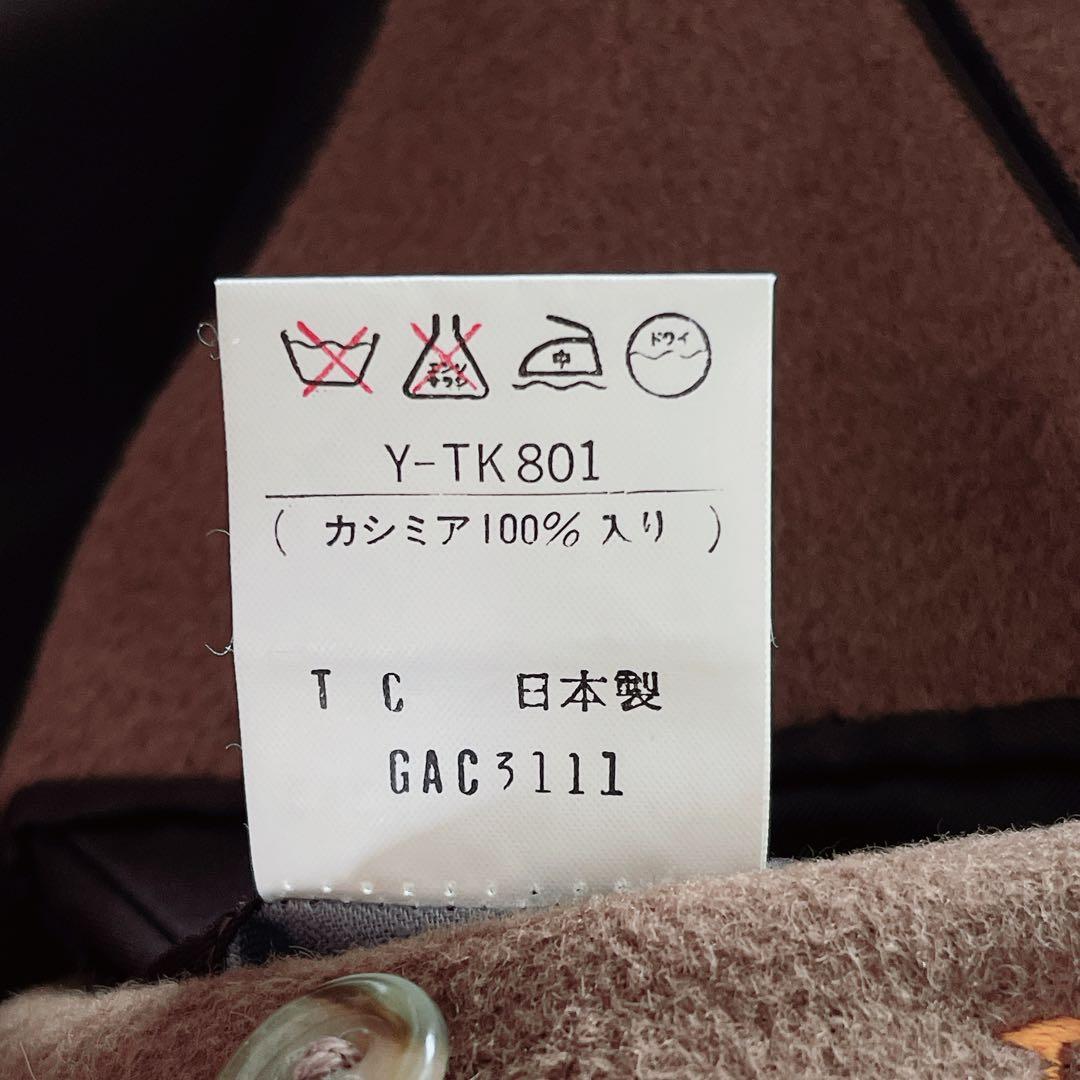 エンソサラシ 中 ドライ
Y-TK801
( カシミア100% 入り )
T C 日本製
GAC3111